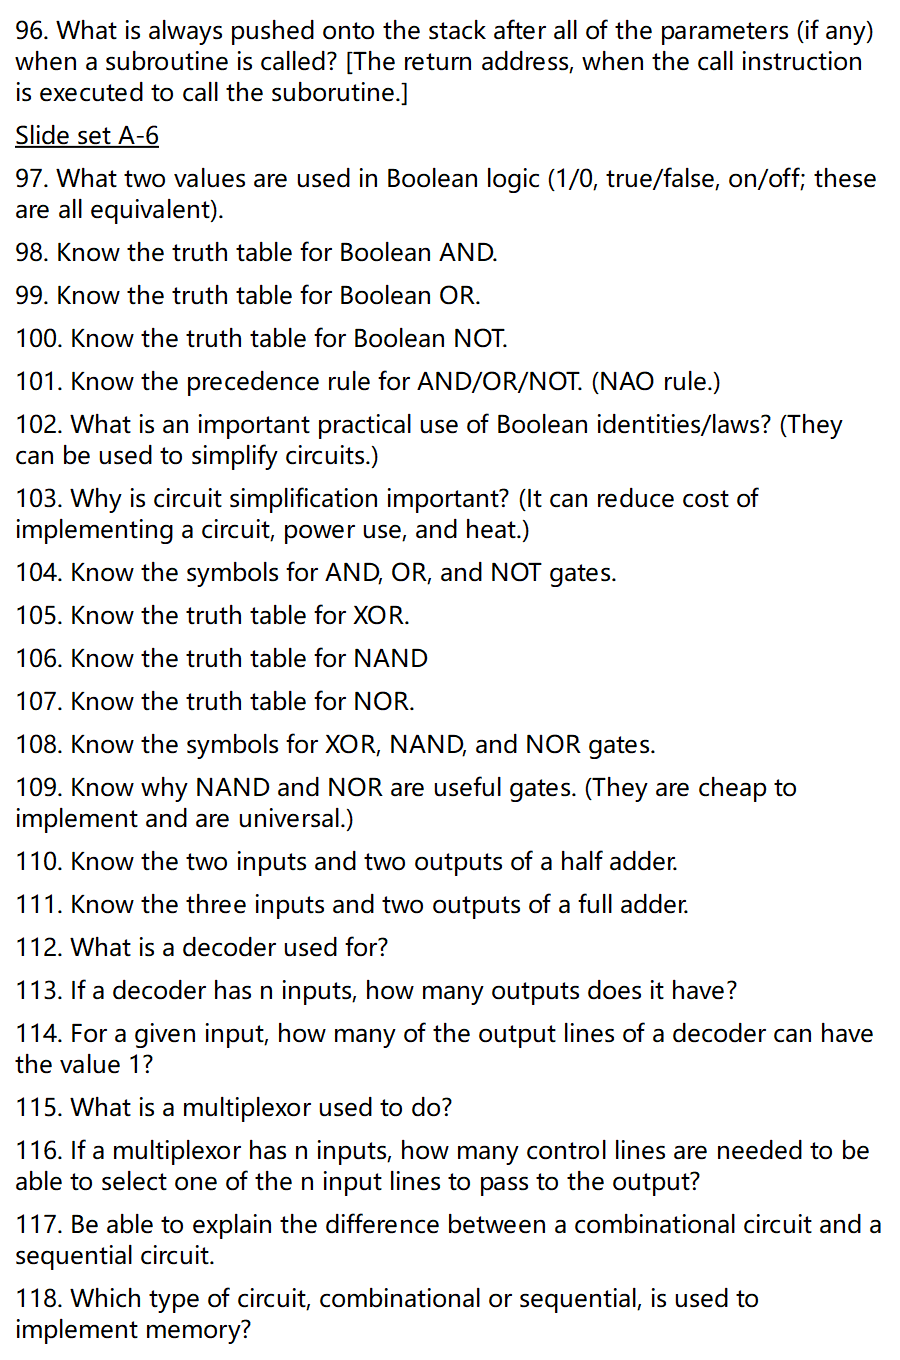 96. What is always pushed onto the stack after all of the parameters (if any)
when a subroutine is called? [The return address, when the call instruction
is executed to call the suborutine.]
Slide set A-6
97. What two values are used in Boolean logic (1/0, true/false, on/off; these
are all equivalent).
98. Know the truth table for Boolean AND.
99. Know the truth table for Boolean OR.
100. Know the truth table for Boolean NOT.
101. Know the precedence rule for AND/OR/NOT. (NAO rule.)
102. What is an important practical use of Boolean identities/laws? (They
can be used to simplify circuits.)
103. Why is circuit simplification important? (It can reduce cost of
implementing a circuit, power use, and heat.)
104. Know the symbols for AND, OR, and NOT gates.
105. Know the truth table for XOR.
106. Know the truth table for NAND
107. Know the truth table for NOR.
108. Know the symbols for XOR, NAND, and NOR gates.
109. Know why NAND and NOR are useful gates. (They are cheap to
implement and are universal.)
110. Know the two inputs and two outputs of a half adder.
111. Know the three inputs and two outputs of a full adder.
112. What is a decoder used for?
113. If a decoder has n inputs, how many outputs does it have?
114. For a given input, how many of the output lines of a decoder can have
the value 1?
115. What is a multiplexor used to do?
116. If a multiplexor has n inputs, how many control lines are needed to be
able to select one of the n input lines to pass to the output?
117. Be able to explain the difference between a combinational circuit and a
sequential circuit.
118. Which type of circuit, combinational or sequential, is used to
implement memory?